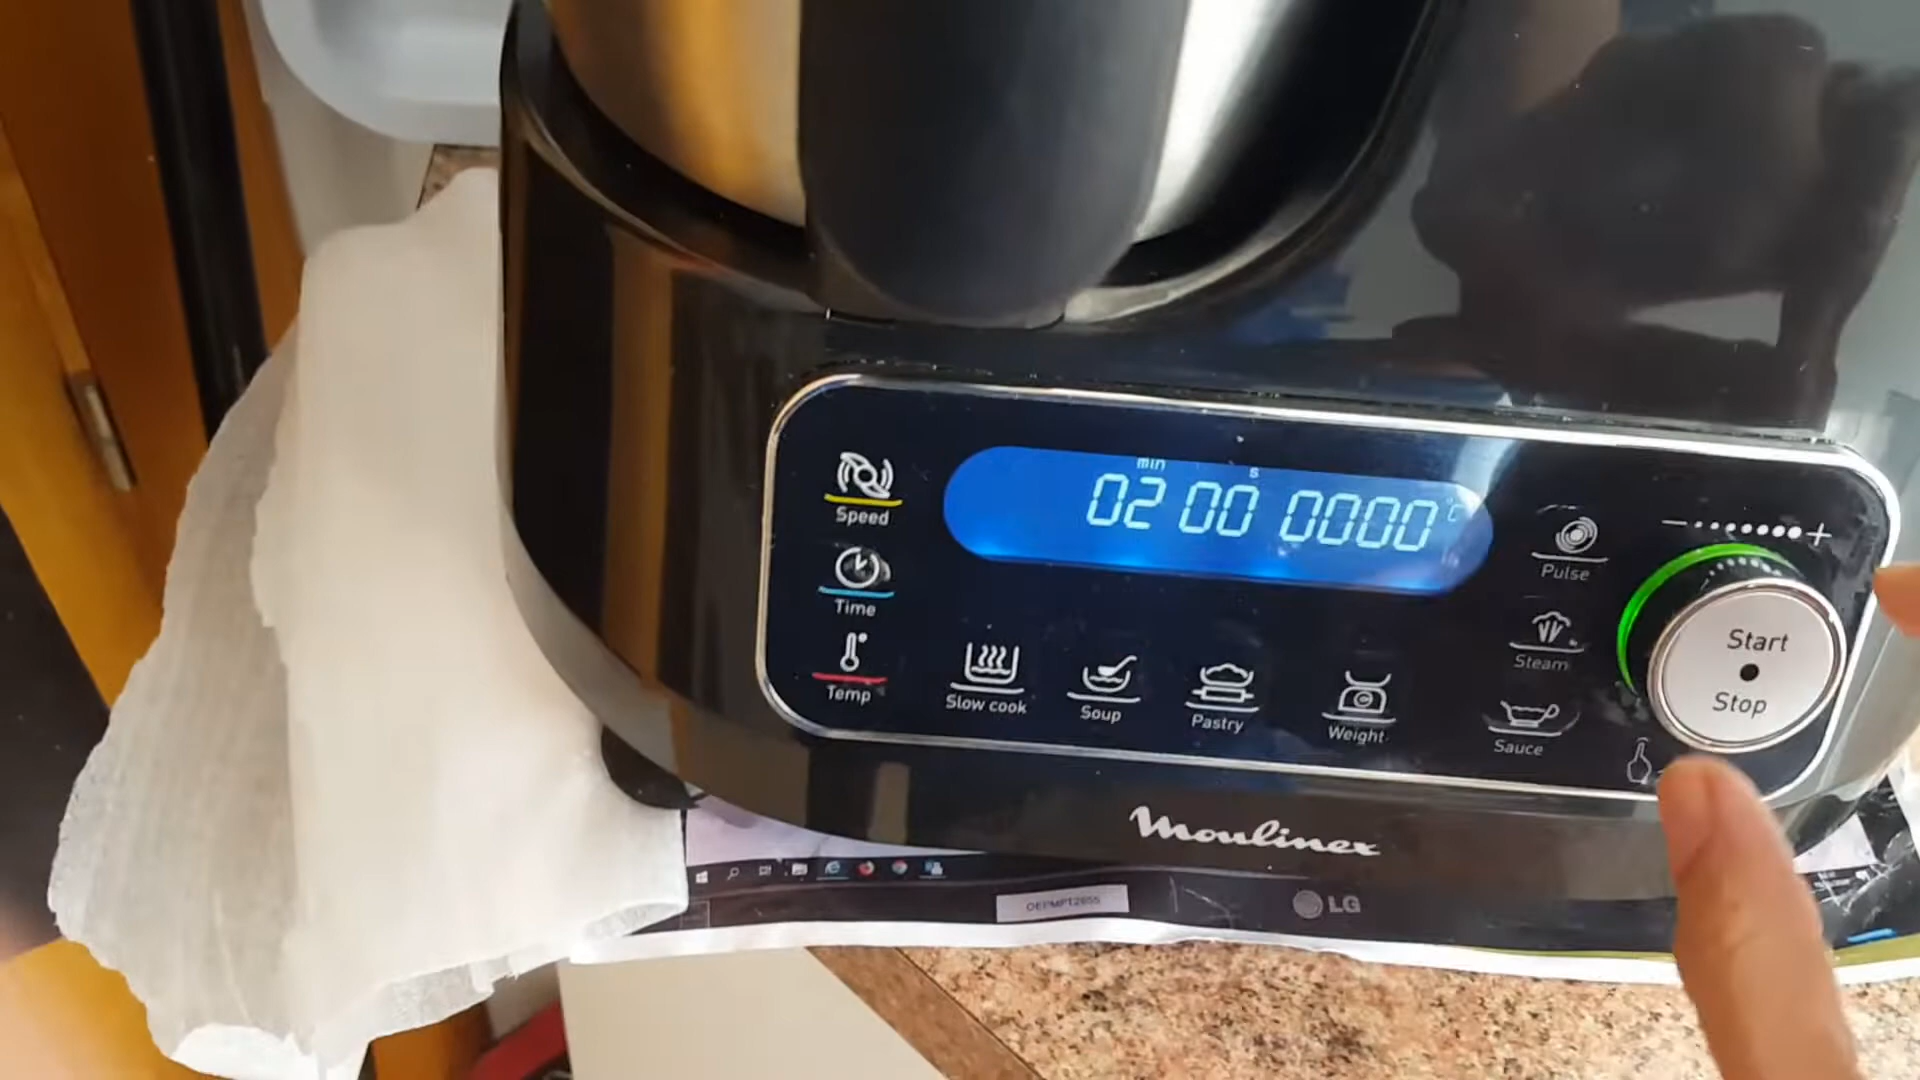 min s
02 00 0000 °C
Speed
Time
Temp
Slow cook
Soup
Pastry
Weight
Pulse
Steam
Sauce
− +
Start
Stop
Moulinex
LG